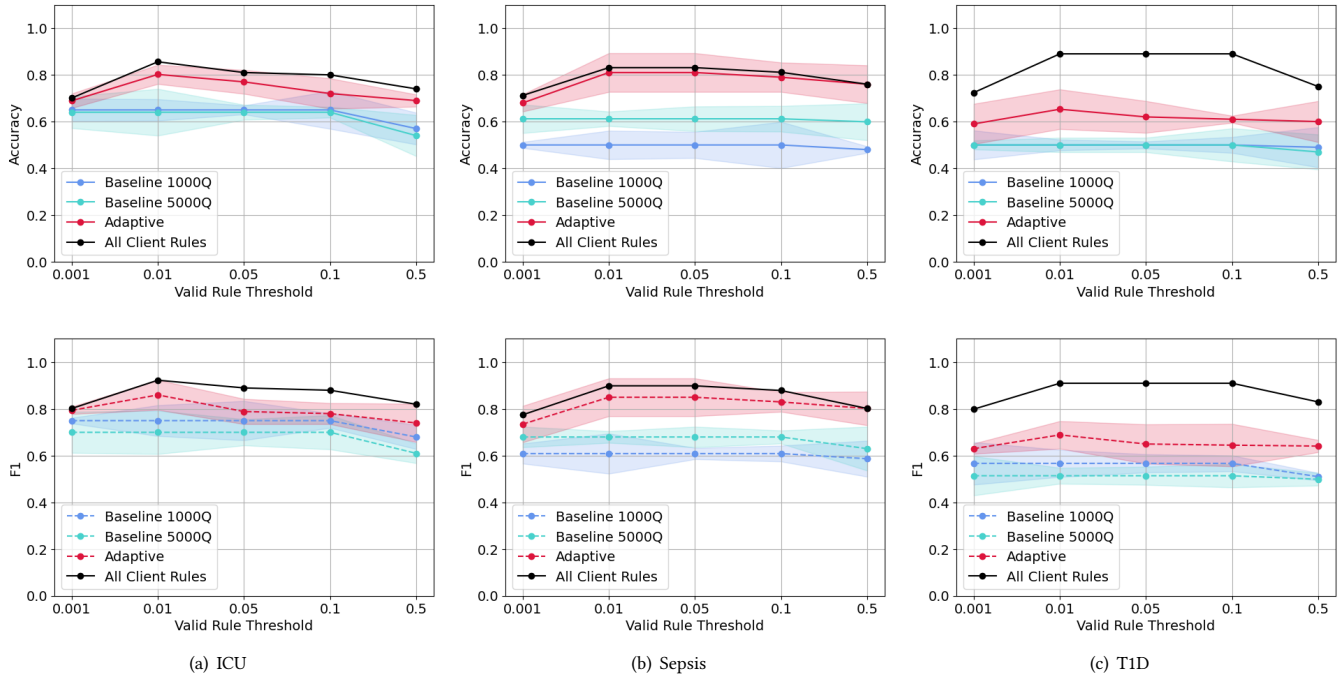 1.0
0.8
0.6
0.4
0.2
0.0
Accuracy
Baseline 1000Q
Baseline 5000Q
Adaptive
All Client Rules
0.001 0.01 0.05 0.1 0.5
Valid Rule Threshold
1.0
0.8
0.6
0.4
0.2
0.0
Accuracy
Baseline 1000Q
Baseline 5000Q
Adaptive
All Client Rules
0.001 0.01 0.05 0.1 0.5
Valid Rule Threshold
1.0
0.8
0.6
0.4
0.2
0.0
Accuracy
Baseline 1000Q
Baseline 5000Q
Adaptive
All Client Rules
0.001 0.01 0.05 0.1 0.5
Valid Rule Threshold
1.0
0.8
0.6
0.4
0.2
0.0
F1
Baseline 1000Q
Baseline 5000Q
Adaptive
All Client Rules
0.001 0.01 0.05 0.1 0.5
Valid Rule Threshold
(a) ICU
1.0
0.8
0.6
0.4
0.2
0.0
F1
Baseline 1000Q
Baseline 5000Q
Adaptive
All Client Rules
0.001 0.01 0.05 0.1 0.5
Valid Rule Threshold
(b) Sepsis
1.0
0.8
0.6
0.4
0.2
0.0
F1
Baseline 1000Q
Baseline 5000Q
Adaptive
All Client Rules
0.001 0.01 0.05 0.1 0.5
Valid Rule Threshold
(c) T1D